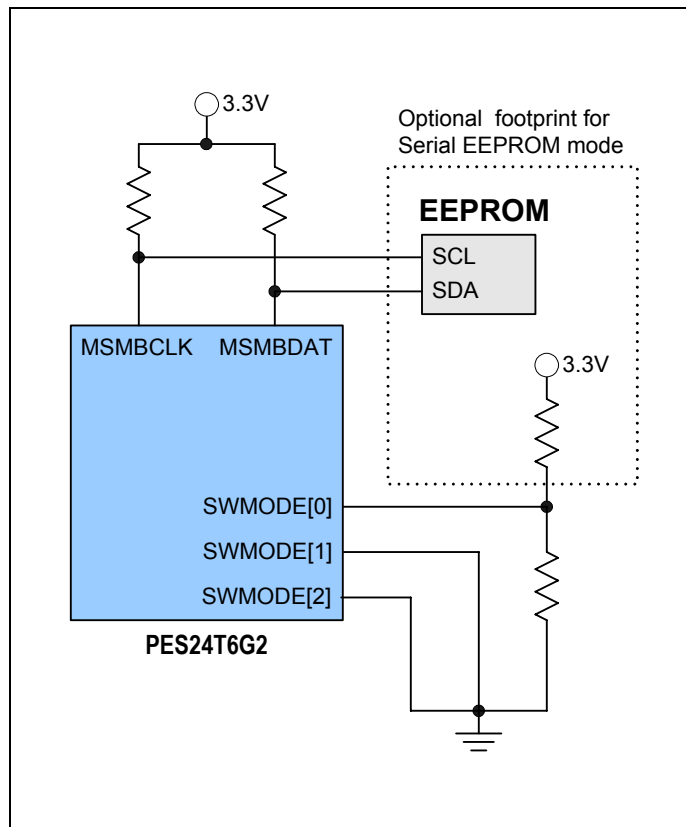 3.3V
Optional footprint for
Serial EEPROM mode
EEPROM
SCL
SDA
MSMBCLK MSMBDAT
3.3V
SWMODE[0]
SWMODE[1]
SWMODE[2]
PES24T6G2